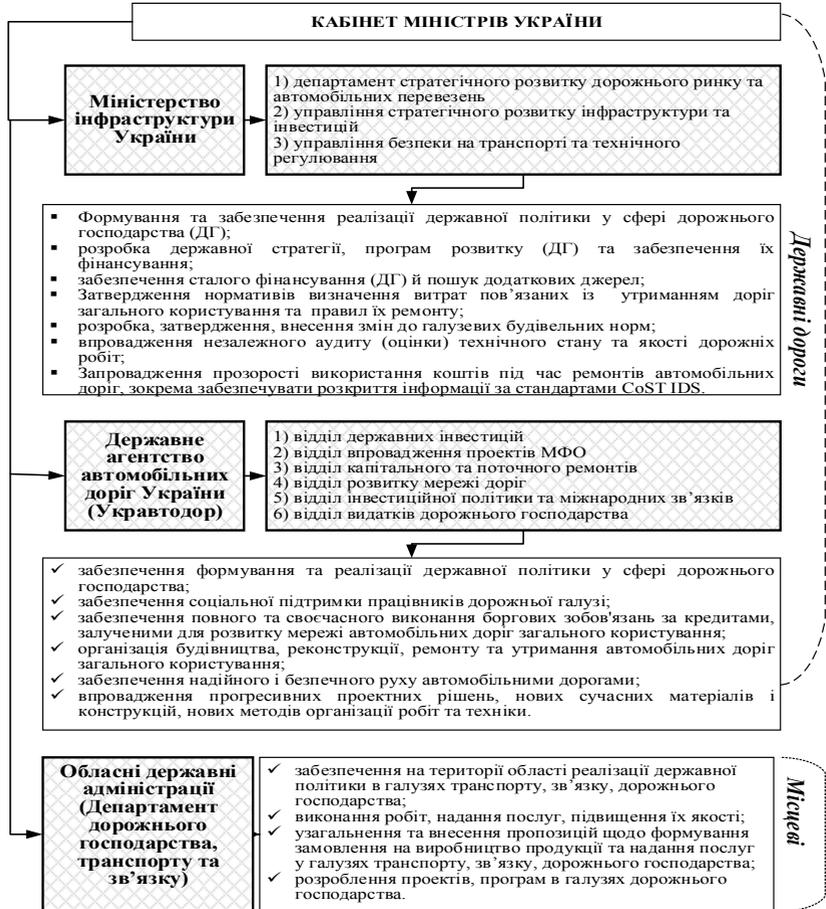 КАБІНЕТ МІНІСТРІВ УКРАЇНИ
Міністерство
інфраструктури
України
1) департамент стратегічного розвитку дорожнього ринку та
автомобільних перевезень
2) управління стратегічного розвитку інфраструктури та
інвестицій
3) управління безпеки на транспорті та технічного
регулювання
▪ Формування та забезпечення реалізації державної політики у сфері дорожнього
господарства (ДГ);
▪ розробка державної стратегії, програм розвитку (ДГ) та забезпечення їх
фінансування;
▪ забезпечення сталого фінансування (ДГ) й пошук додаткових джерел;
▪ Затвердження нормативів визначення витрат пов’язаних із утриманням доріг
загального користування та правил їх ремонту;
▪ розробка, затвердження, внесення змін до галузевих будівельних норм;
▪ впровадження незалежного аудиту (оцінки) технічного стану та якості дорожніх
робіт;
▪ Запровадження прозорості використання коштів під час ремонтів автомобільних
доріг, зокрема забезпечувати розкриття інформації за стандартами CoST IDS.
Державні дороги
Державне
агентство
автомобільних
доріг України
(Укравтодор)
1) відділ державних інвестицій
2) відділ впровадження проектів МФО
3) відділ капітального та поточного ремонтів
4) відділ розвитку мережі доріг
5) відділ інвестиційної політики та міжнародних зв’язків
6) відділ видатків дорожнього господарства
✓ забезпечення формування та реалізації державної політики у сфері дорожнього
господарства;
✓ забезпечення соціальної підтримки працівників дорожньої галузі;
✓ забезпечення повного та своєчасного виконання боргових зобов'язань за кредитами,
залученими для розвитку мережі автомобільних доріг загального користування;
✓ організація будівництва, реконструкції, ремонту та утримання автомобільних доріг
загального користування;
✓ забезпечення надійного і безпечного руху автомобільними дорогами;
✓ впровадження прогресивних проектних рішень, нових сучасних матеріалів і
конструкцій, нових методів організації робіт та техніки.
Обласні державні
адміністрації
(Департамент
дорожнього
господарства,
транспорту та
зв’язку)
✓ забезпечення на території області реалізації державної
політики в галузях транспорту, зв’язку, дорожнього
господарства;
✓ виконання робіт, надання послуг, підвищення їх якості;
✓ узагальнення та внесення пропозицій щодо формування
замовлення на виробництво продукції та надання послуг
у галузях транспорту, зв’язку, дорожнього господарства;
✓ розроблення проектів, програм в галузях дорожнього
господарства.
Місцеві